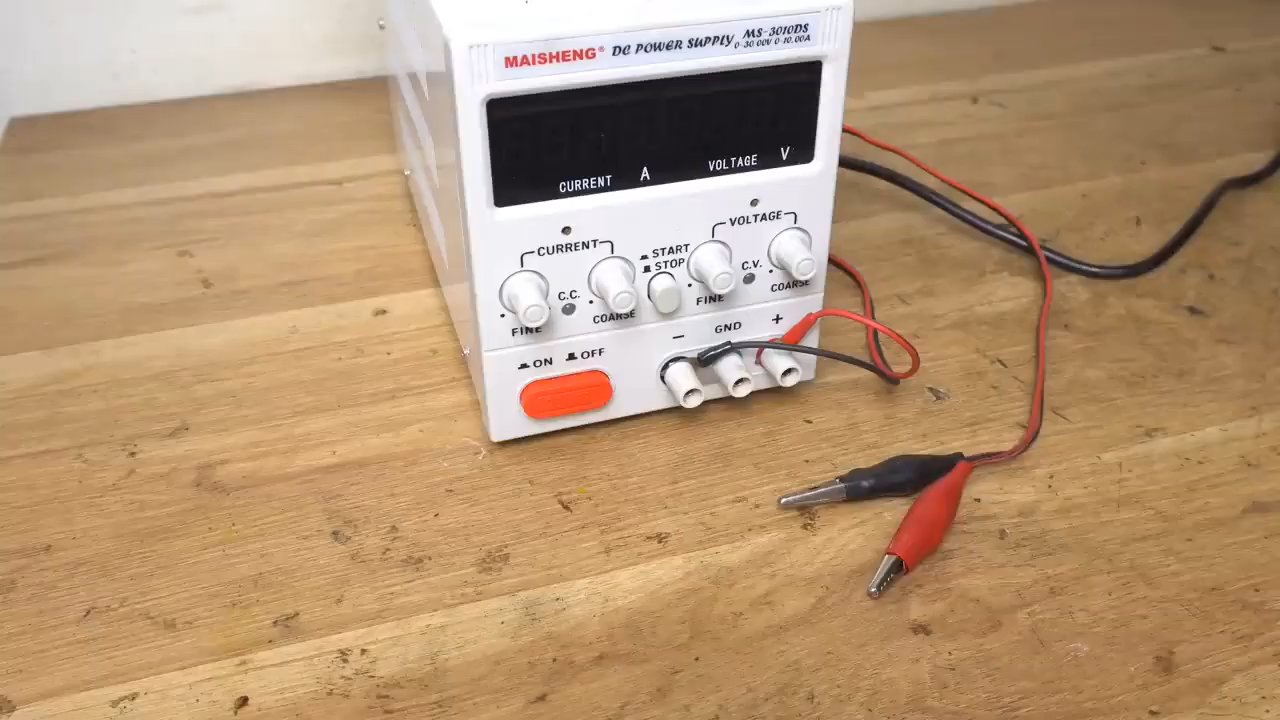 MAISHENG® DC POWER SUPPLY MS-3010DS
0-30.00V 0-10.00A
CURRENT A VOLTAGE V
CURRENT START VOLTAGE
STOP
C.C. C.V.
FINE COARSE FINE COARSE
ON OFF - GND +